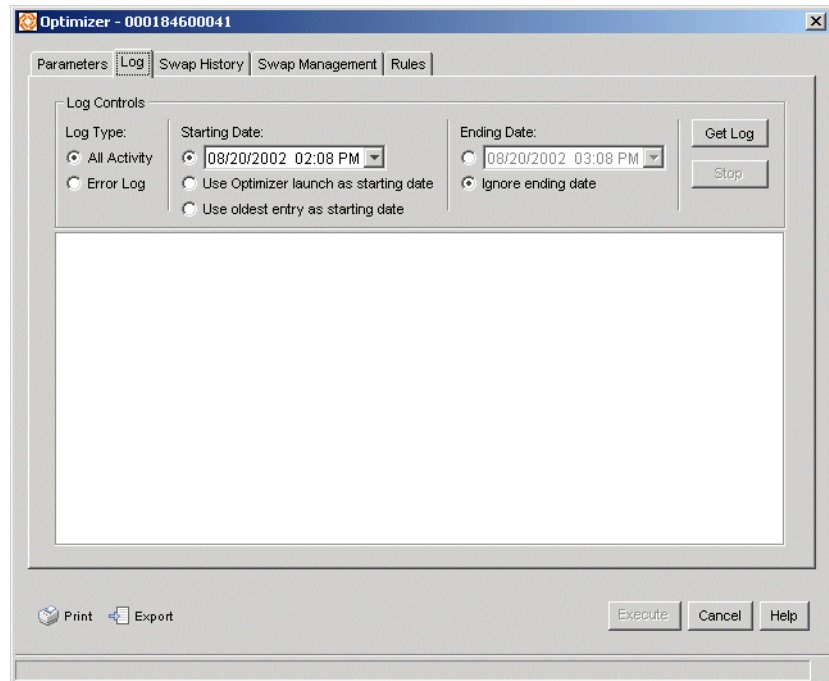 Optimizer - 000184600041
Parameters Log Swap History Swap Management Rules
Log Controls
Log Type: Starting Date: Ending Date:
All Activity 08/20/2002 02:08 PM 08/20/2002 03:08 PM Get Log
Error Log Use Optimizer launch as starting date Ignore ending date Stop
Use oldest entry as starting date
Print Export Execute Cancel Help